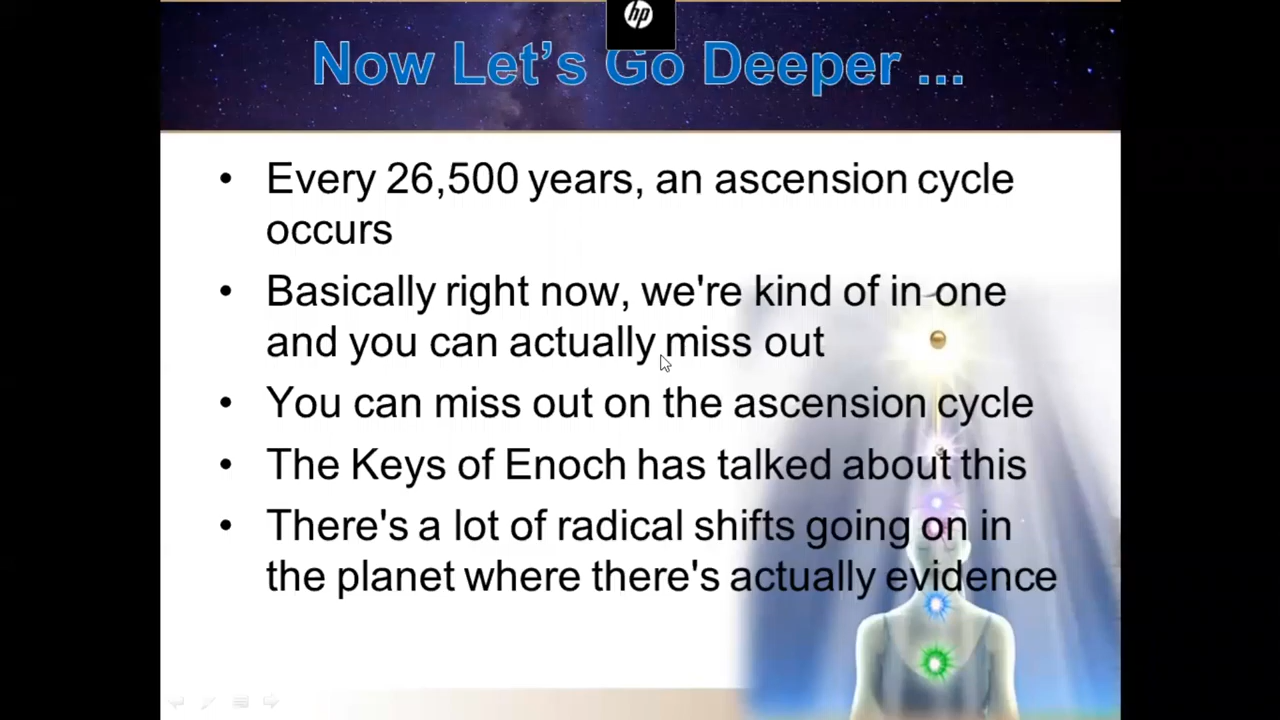 hp
Now Let’s Go Deeper ...
• Every 26,500 years, an ascension cycle
occurs
• Basically right now, we're kind of in one
and you can actually miss out
• You can miss out on the ascension cycle
• The Keys of Enoch has talked about this
• There's a lot of radical shifts going on in
the planet where there's actually evidence